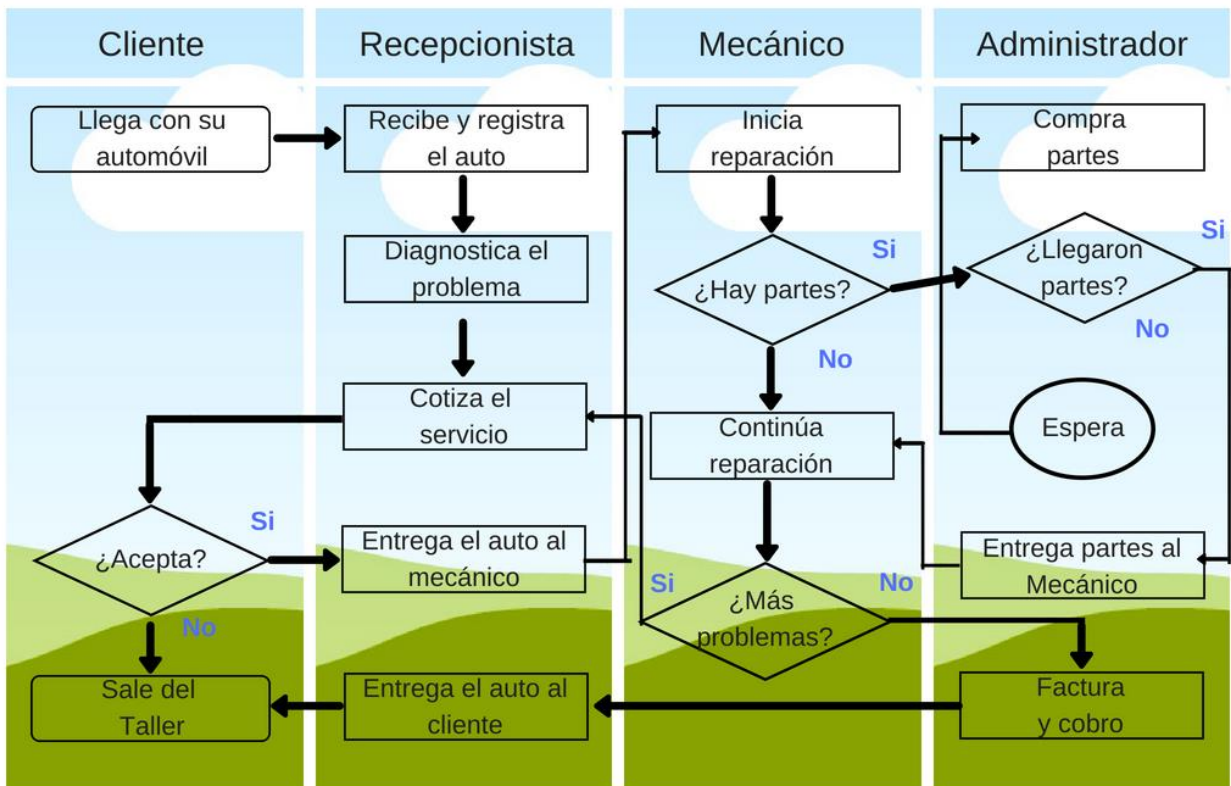 Cliente
Recepcionista
Mecánico
Administrador
Llega con su
automóvil
Recibe y registra
el auto
Inicia
reparación
Compra
partes
Diagnostica el
problema
¿Hay partes?
Si
No
¿Llegaron
partes?
Si
No
Cotiza el
servicio
Continúa
reparación
Espera
¿Acepta?
Si
No
Entrega el auto al
mecánico
Si
¿Más
problemas?
No
Entrega partes al
Mecánico
Sale del
Taller
Entrega el auto al
cliente
Factura
y cobro